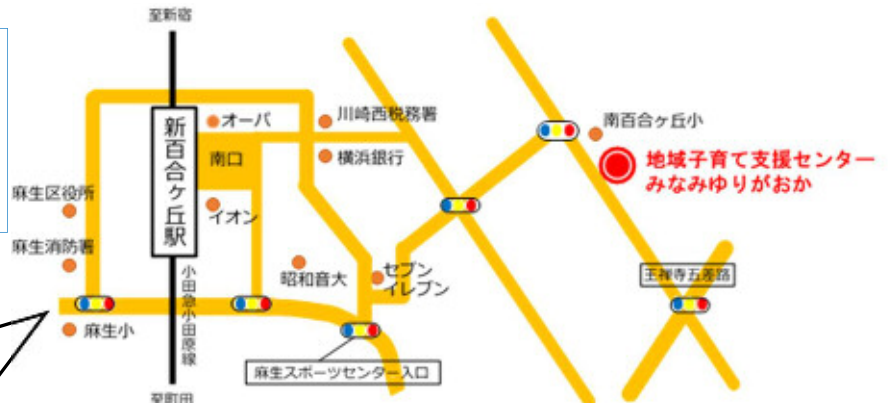 至新宿
新百合ヶ丘駅
オーパ
南口
川崎西税務署
横浜銀行
南百合ヶ丘小
地域子育て支援センター
みなみゆりがおか
麻生区役所
イオン
麻生消防署
昭和音大
セブン
イレブン
王禅寺五差路
小田急小田原線
麻生小
麻生スポーツセンター入口
至町田